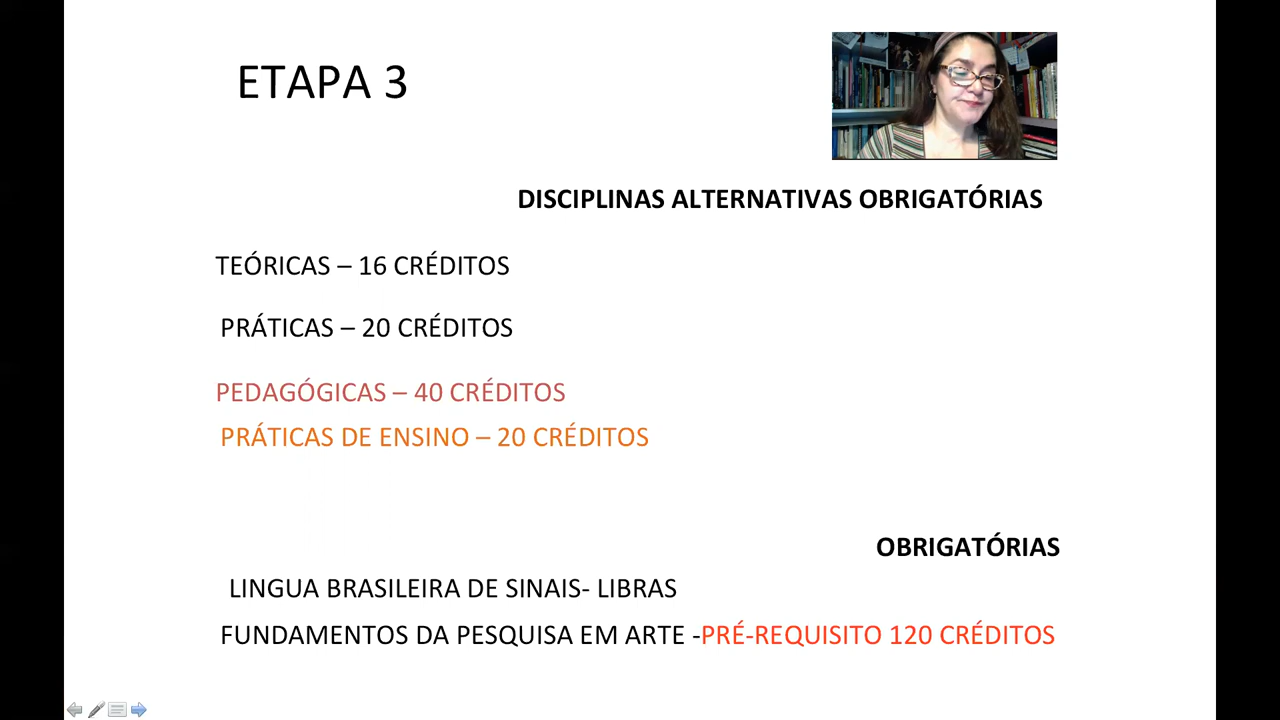 ETAPA 3
DISCIPLINAS ALTERNATIVAS OBRIGATÓRIAS
TEÓRICAS – 16 CRÉDITOS
PRÁTICAS – 20 CRÉDITOS
PEDAGÓGICAS – 40 CRÉDITOS
PRÁTICAS DE ENSINO – 20 CRÉDITOS
OBRIGATÓRIAS
LINGUA BRASILEIRA DE SINAIS- LIBRAS
FUNDAMENTOS DA PESQUISA EM ARTE -PRÉ-REQUISITO 120 CRÉDITOS